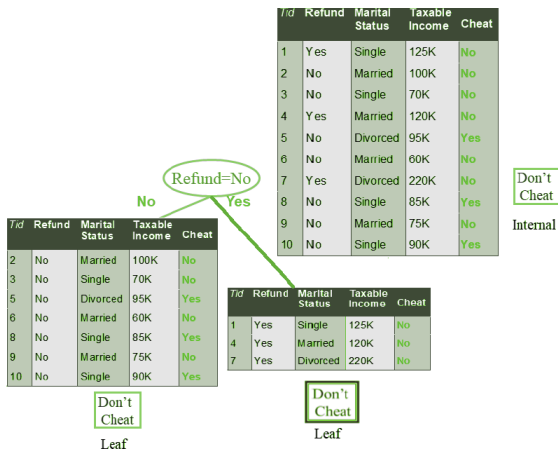 Tid Refund Marital Status Taxable Income Cheat
1 Yes Single 125K No
2 No Married 100K No
3 No Single 70K No
4 Yes Married 120K No
5 No Divorced 95K Yes
6 No Married 60K No
7 Yes Divorced 220K No
8 No Single 85K Yes
9 No Married 75K No
10 No Single 90K Yes
Don't
Cheat
Internal
Refund=No
No Yes
Tid Refund Marital Status Taxable Income Cheat
2 No Married 100K No
3 No Single 70K No
5 No Divorced 95K Yes
6 No Married 60K No
8 No Single 85K Yes
9 No Married 75K No
10 No Single 90K Yes
Don't
Cheat
Leaf
Tid Refund Marital Status Taxable Income Cheat
1 Yes Single 125K No
4 Yes Married 120K No
7 Yes Divorced 220K No
Don't
Cheat
Leaf